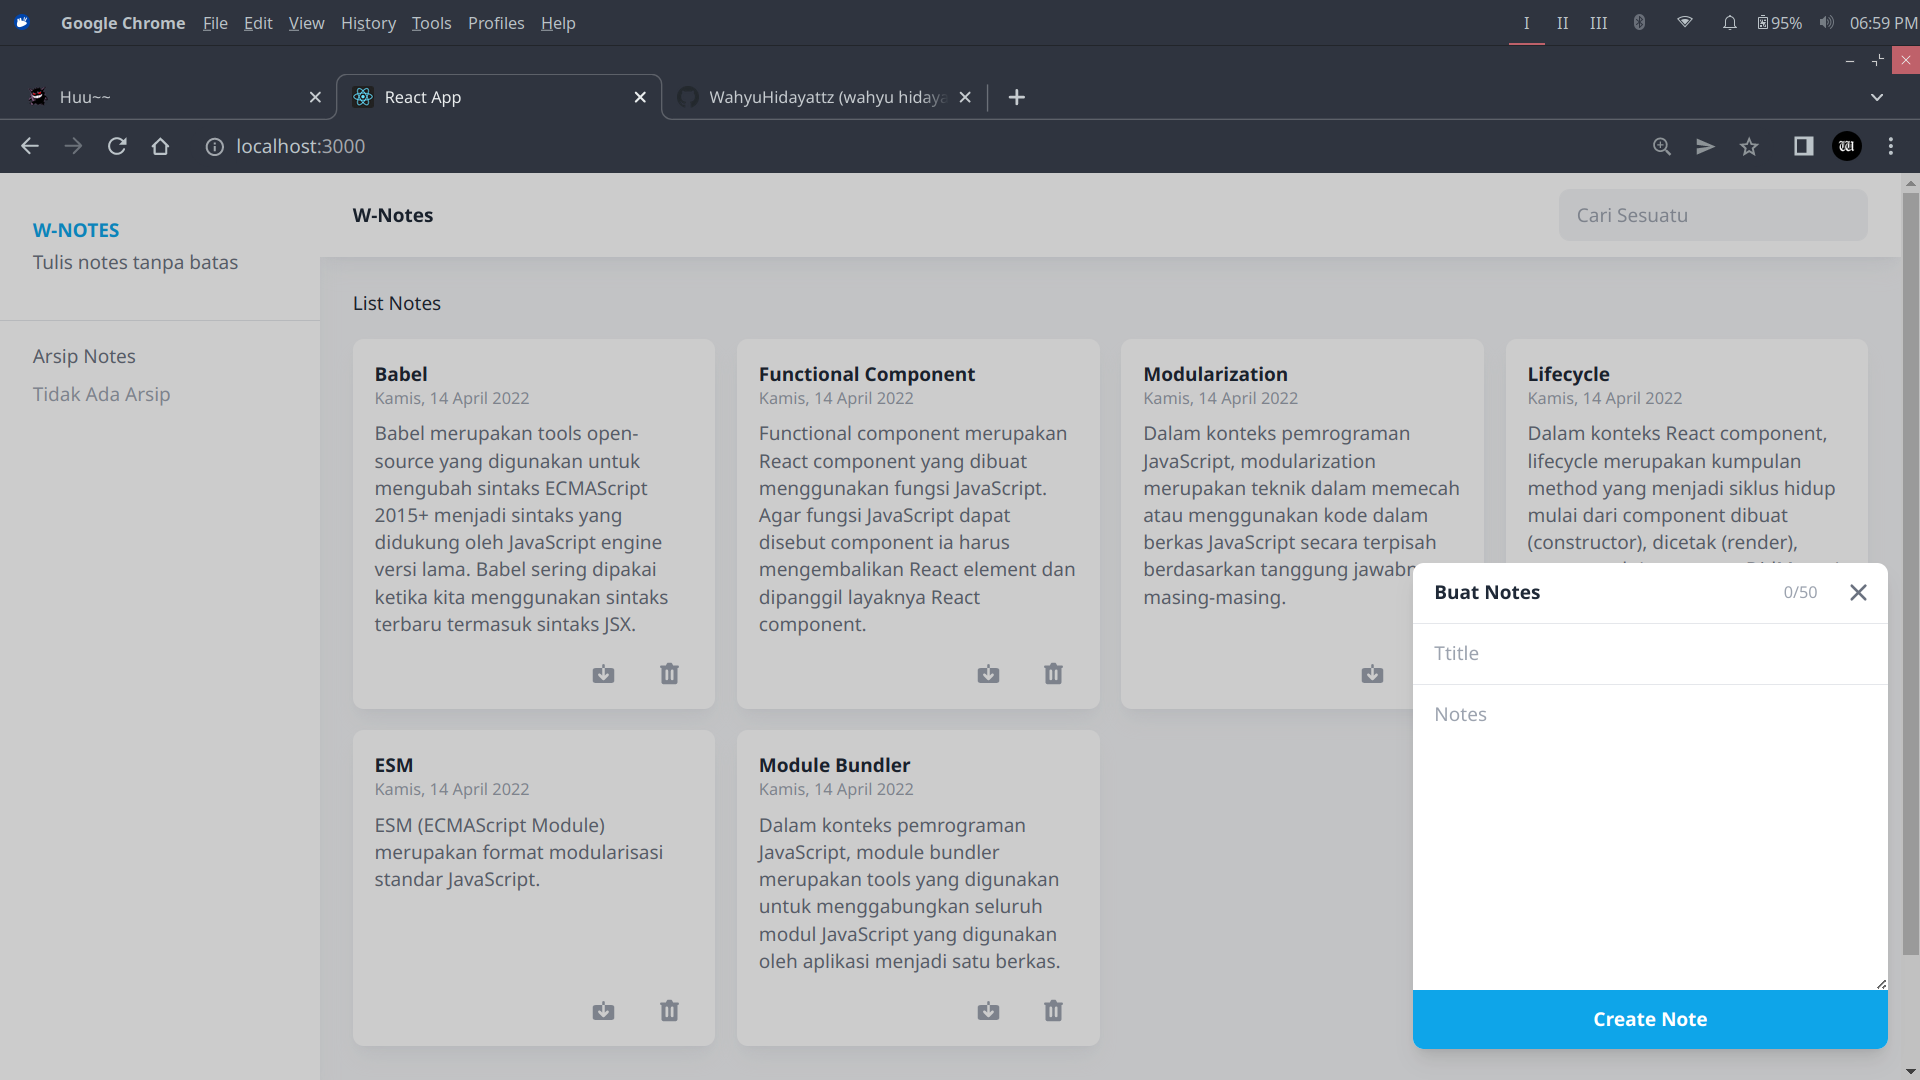 Google Chrome File Edit View History Tools Profiles Help
I II III 95% 06:59 PM
Huu~~
React App
WahyuHidayattz (wahyu hidaya
localhost:3000
W-NOTES
Tulis notes tanpa batas
Arsip Notes
Tidak Ada Arsip
W-Notes
Cari Sesuatu
List Notes
Babel
Kamis, 14 April 2022
Babel merupakan tools open-
source yang digunakan untuk
mengubah sintaks ECMAScript
2015+ menjadi sintaks yang
didukung oleh JavaScript engine
versi lama. Babel sering dipakai
ketika kita menggunakan sintaks
terbaru termasuk sintaks JSX.
Functional Component
Kamis, 14 April 2022
Functional component merupakan
React component yang dibuat
menggunakan fungsi JavaScript.
Agar fungsi JavaScript dapat
disebut component ia harus
mengembalikan React element dan
dipanggil layaknya React
component.
Modularization
Kamis, 14 April 2022
Dalam konteks pemrograman
JavaScript, modularization
merupakan teknik dalam memecah
atau menggunakan kode dalam
berkas JavaScript secara terpisah
berdasarkan tanggung jawabn
masing-masing.
Lifecycle
Kamis, 14 April 2022
Dalam konteks React component,
lifecycle merupakan kumpulan
method yang menjadi siklus hidup
mulai dari component dibuat
(constructor), dicetak (render),
ESM
Kamis, 14 April 2022
ESM (ECMAScript Module)
merupakan format modularisasi
standar JavaScript.
Module Bundler
Kamis, 14 April 2022
Dalam konteks pemrograman
JavaScript, module bundler
merupakan tools yang digunakan
untuk menggabungkan seluruh
modul JavaScript yang digunakan
oleh aplikasi menjadi satu berkas.
Buat Notes
0/50
Ttitle
Notes
Create Note